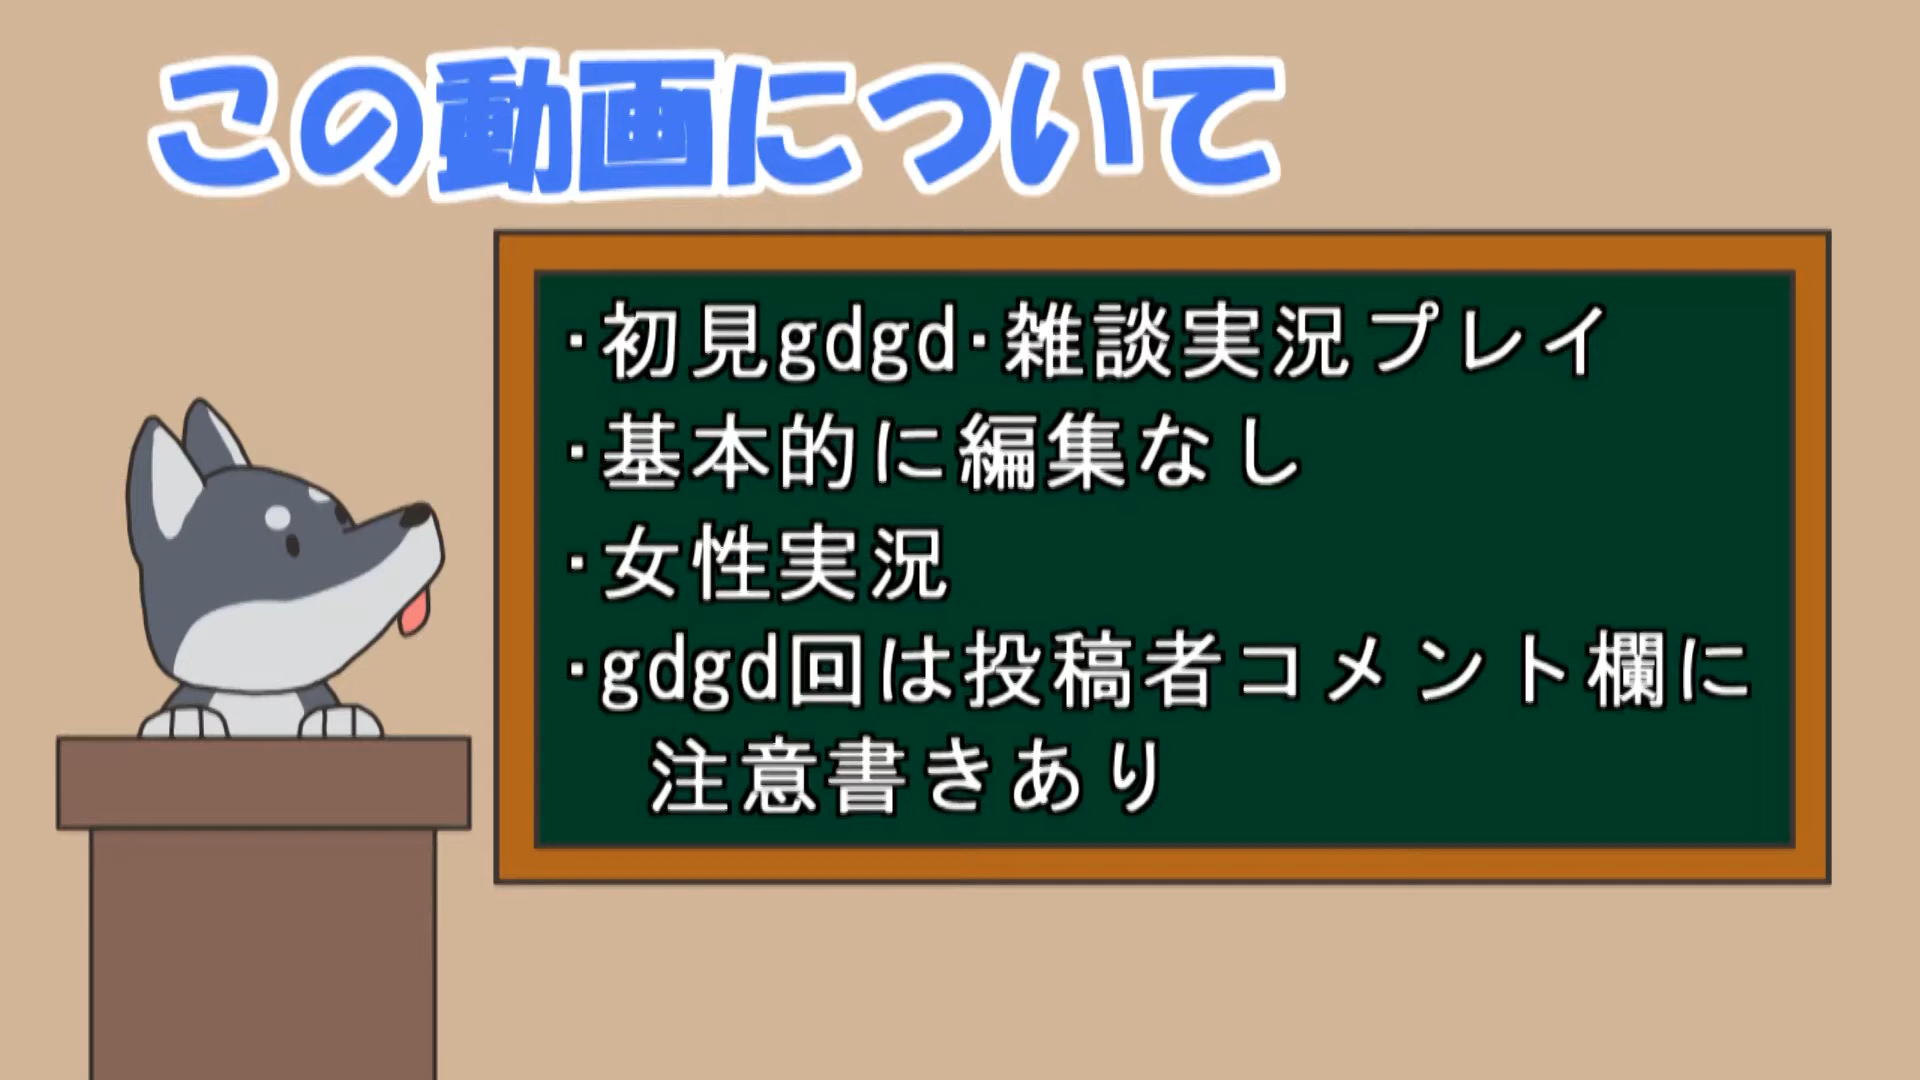 この動画について
・初見gdgd・雑談実況プレイ
・基本的に編集なし
・女性実況
・gdgd回は投稿者コメント欄に
注意書きあり